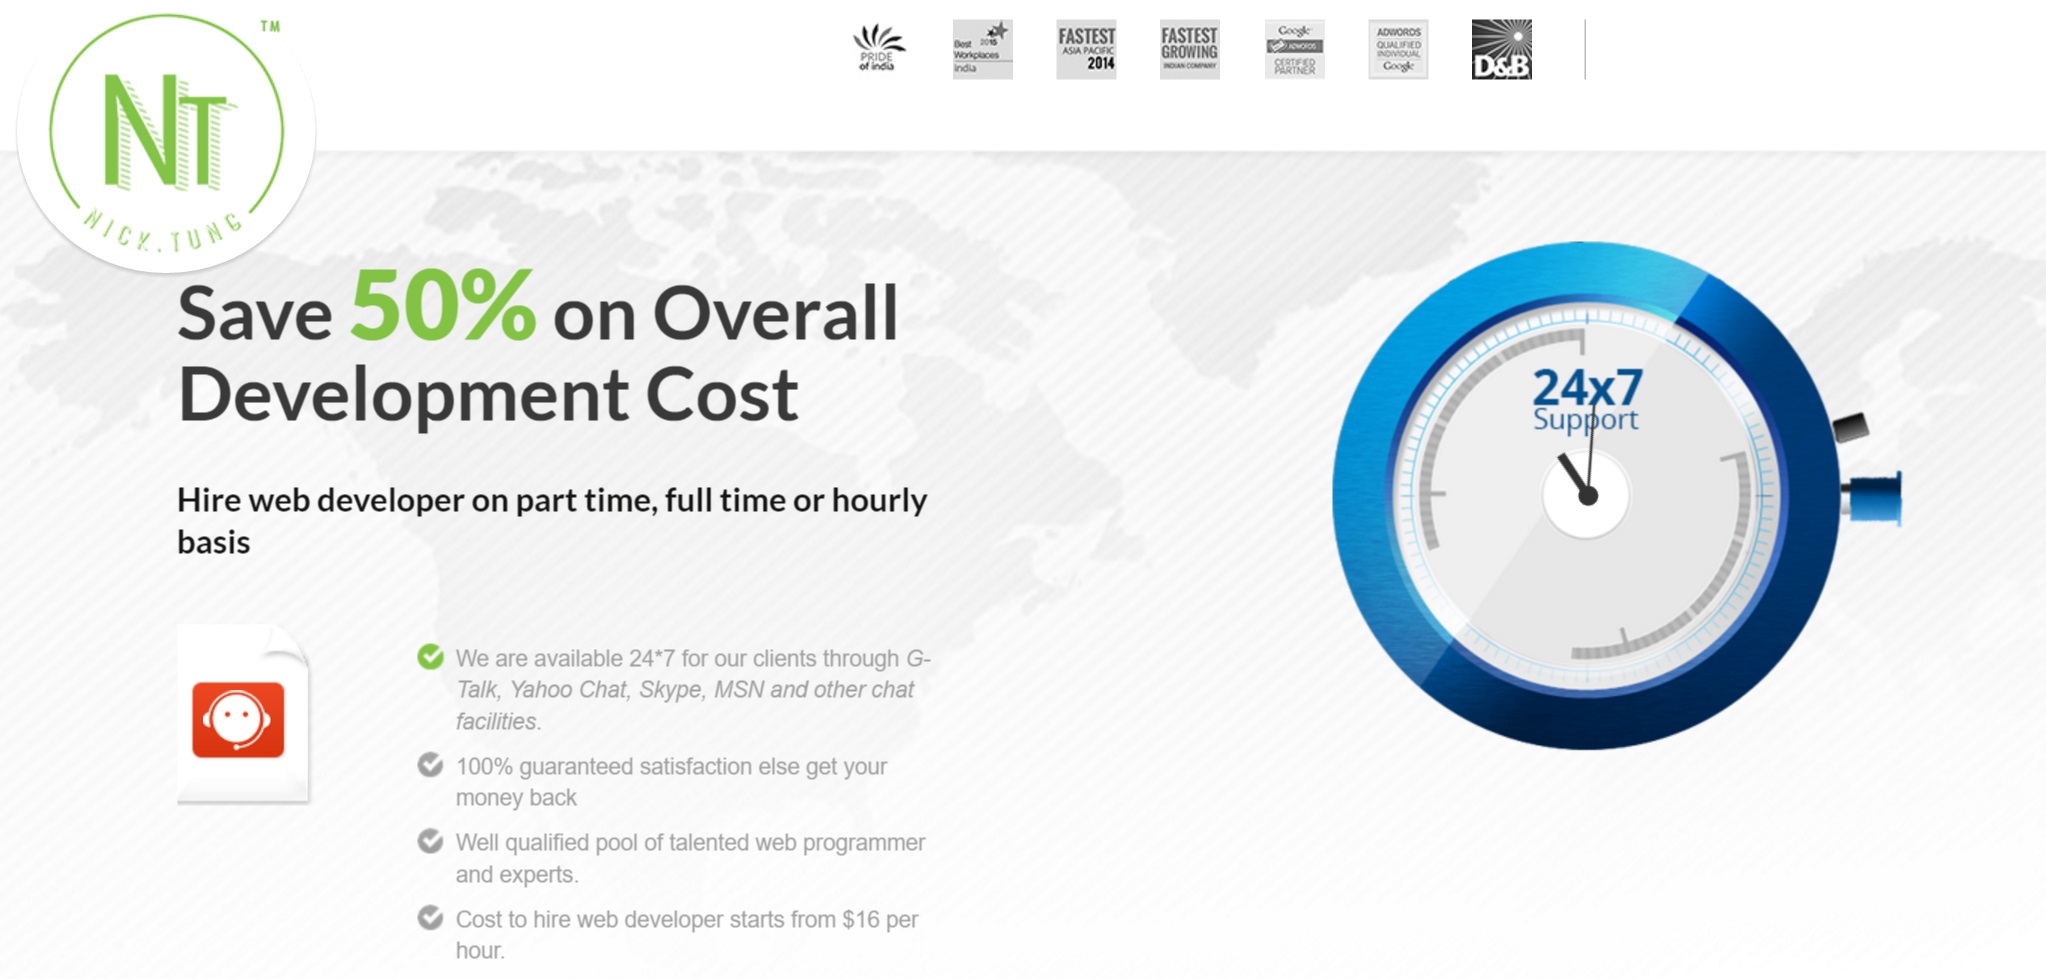 TM
NT
NICK.TUNG
PRIDE
of india
Best 2015
Workplaces
India
FASTEST
ASIA PACIFIC
2014
FASTEST
GROWING
INDIAN COMPANY
Google
ADWORDS
CERTIFIED
PARTNER
ADWORDS
QUALIFIED
INDIVIDUAL
Google
D&B
Save 50% on Overall
Development Cost
Hire web developer on part time, full time or hourly
basis
24x7
Support
We are available 24*7 for our clients through G-
Talk, Yahoo Chat, Skype, MSN and other chat
facilities.
100% guaranteed satisfaction else get your
money back
Well qualified pool of talented web programmer
and experts.
Cost to hire web developer starts from $16 per
hour.